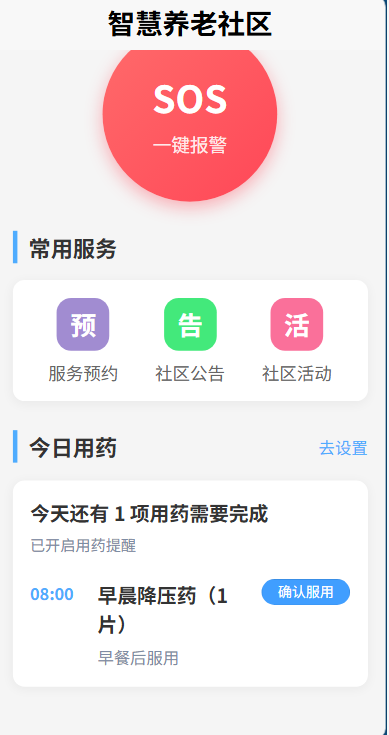 智慧养老社区
SOS
一键报警
常用服务
预 告 活
服务预约 社区公告 社区活动
今日用药 去设置
今天还有 1 项用药需要完成
已开启用药提醒
08:00 早晨降压药（1 确认服用
片）
早餐后服用